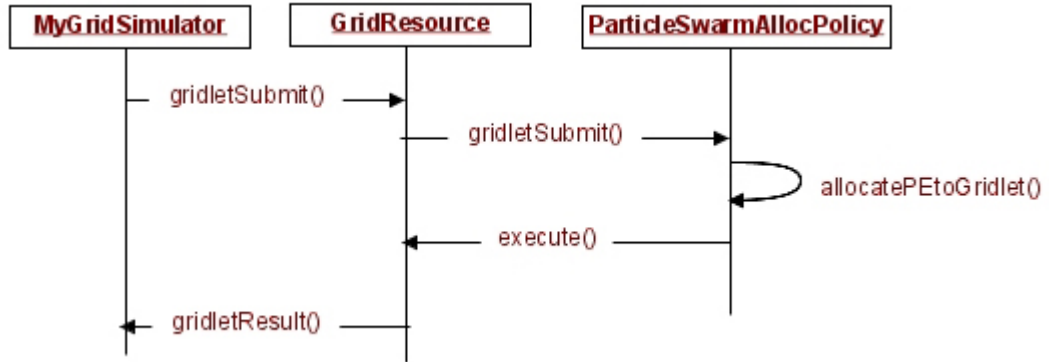 MyGridSimulator
GridResource
ParticleSwarmAllocPolicy
gridletSubmit()
gridletSubmit()
allocatePEtoGridlet()
execute()
gridletResult()